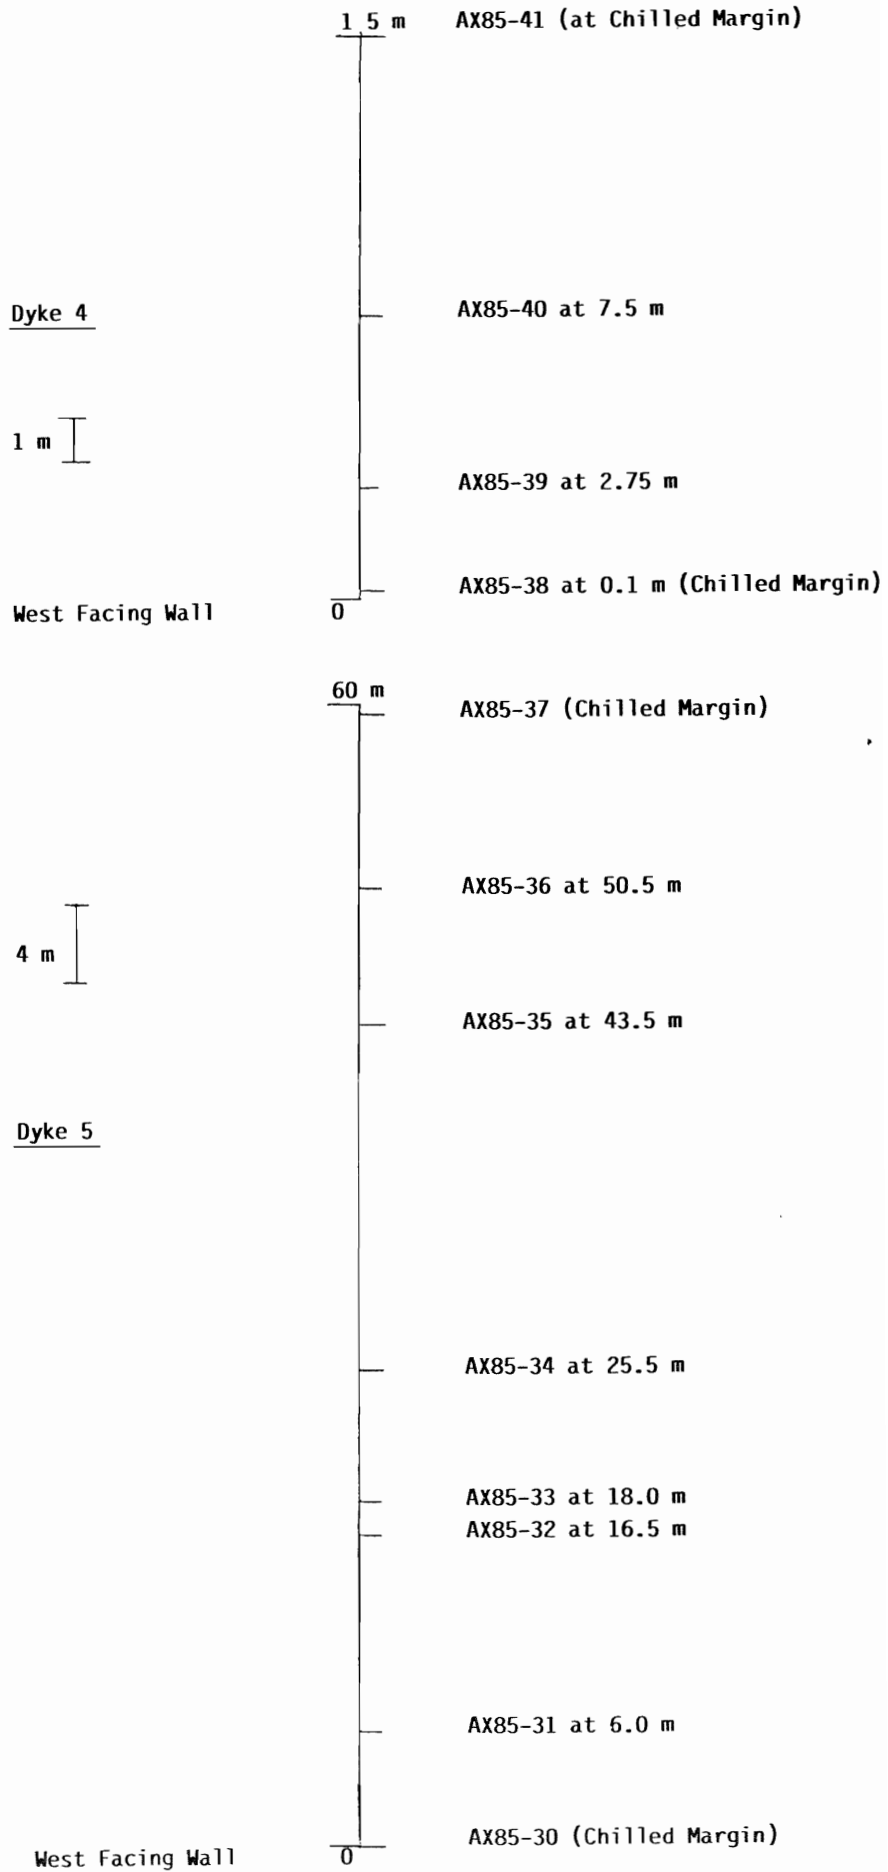 1 5 m AX85-41 (at Chilled Margin)
Dyke 4 AX85-40 at 7.5 m
1 m
AX85-39 at 2.75 m
AX85-38 at 0.1 m (Chilled Margin)
West Facing Wall 0
60 m
AX85-37 (Chilled Margin)
AX85-36 at 50.5 m
4 m
AX85-35 at 43.5 m
Dyke 5
AX85-34 at 25.5 m
AX85-33 at 18.0 m
AX85-32 at 16.5 m
AX85-31 at 6.0 m
AX85-30 (Chilled Margin)
West Facing Wall 0